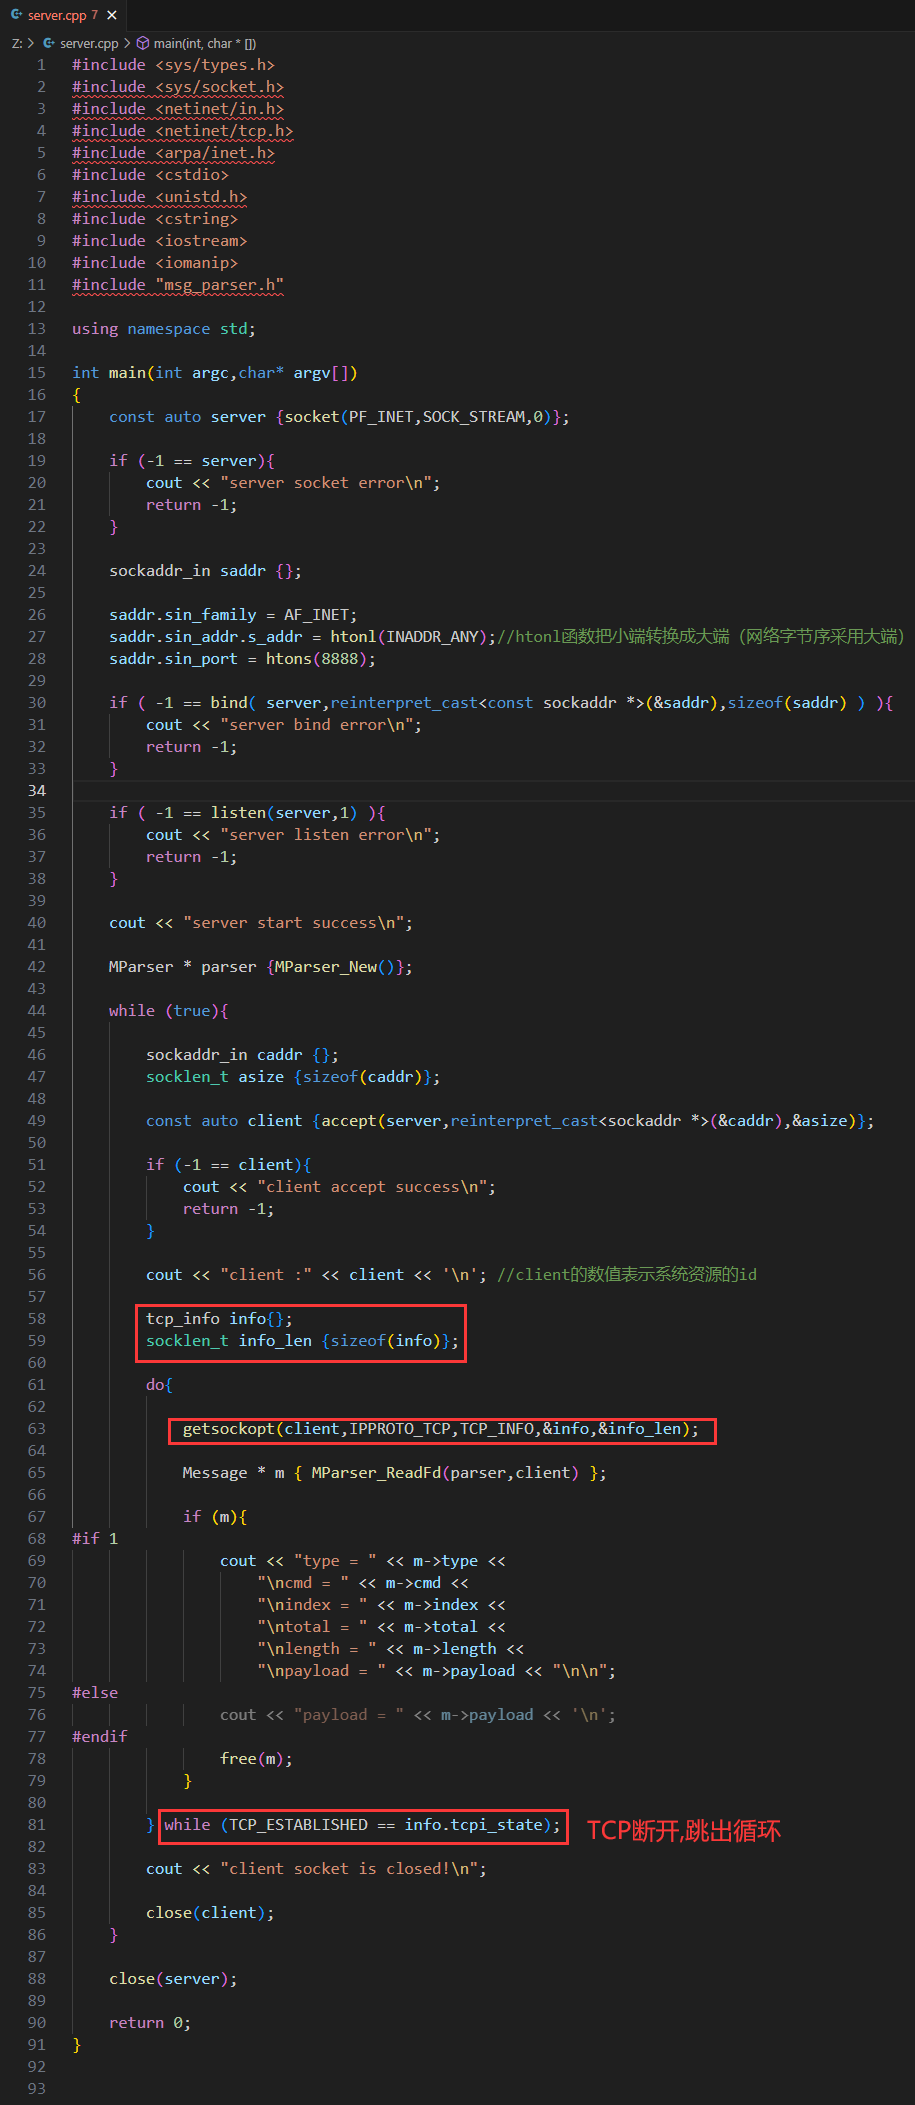 server.cpp 7
Z: > server.cpp > main(int, char * [])
1 #include <sys/types.h>
2 #include <sys/socket.h>
3 #include <netinet/in.h>
4 #include <netinet/tcp.h>
5 #include <arpa/inet.h>
6 #include <cstdio>
7 #include <unistd.h>
8 #include <cstring>
9 #include <iostream>
10 #include <iomanip>
11 #include "msg_parser.h"
12
13 using namespace std;
14
15 int main(int argc,char* argv[])
16 {
17     const auto server {socket(PF_INET,SOCK_STREAM,0)};
18
19     if (-1 == server){
20         cout << "server socket error\n";
21         return -1;
22     }
23
24     sockaddr_in saddr {};
25
26     saddr.sin_family = AF_INET;
27     saddr.sin_addr.s_addr = htonl(INADDR_ANY);//htonl函数把小端转换成大端（网络字节序采用大端）
28     saddr.sin_port = htons(8888);
29
30     if ( -1 == bind( server,reinterpret_cast<const sockaddr *>(&saddr),sizeof(saddr) ) ){
31         cout << "server bind error\n";
32         return -1;
33     }
34
35     if ( -1 == listen(server,1) ){
36         cout << "server listen error\n";
37         return -1;
38     }
39
40     cout << "server start success\n";
41
42     MParser * parser {MParser_New()};
43
44     while (true){
45
46         sockaddr_in caddr {};
47         socklen_t asize {sizeof(caddr)};
48
49         const auto client {accept(server,reinterpret_cast<sockaddr *>(&caddr),&asize)};
50
51         if (-1 == client){
52             cout << "client accept success\n";
53             return -1;
54         }
55
56         cout << "client :" << client << '\n'; //client的数值表示系统资源的id
57
58         tcp_info info{};
59         socklen_t info_len {sizeof(info)};
60
61         do{
62
63             getsockopt(client,IPPROTO_TCP,TCP_INFO,&info,&info_len);
64
65             Message * m { MParser_ReadFd(parser,client) };
66
67             if (m){
68 #if 1
69                 cout << "type = " << m->type <<
70                     "\ncmd = " << m->cmd <<
71                     "\nindex = " << m->index <<
72                     "\ntotal = " << m->total <<
73                     "\nlength = " << m->length <<
74                     "\npayload = " << m->payload << "\n\n";
75 #else
76                 cout << "payload = " << m->payload << '\n';
77 #endif
78                 free(m);
79             }
80
81         } while (TCP_ESTABLISHED == info.tcpi_state); TCP断开,跳出循环
82
83         cout << "client socket is closed!\n";
84
85         close(client);
86     }
87
88     close(server);
89
90     return 0;
91 }
92
93